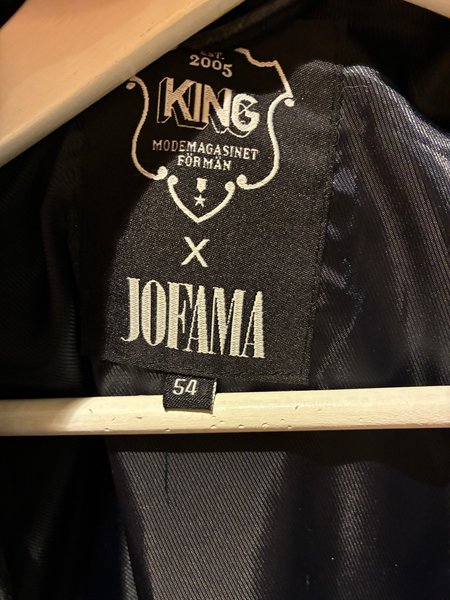 EST.
2005
KING
MODEMAGASINET
FÖR MÄN
X
JOFAMA
54